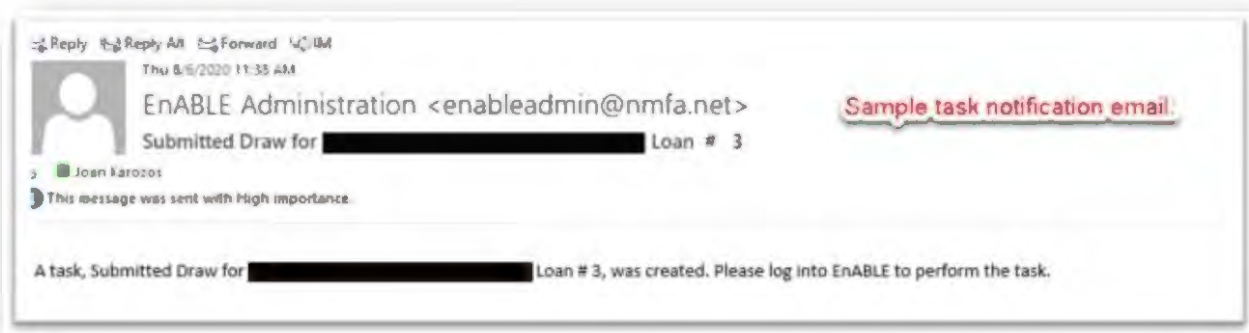 Reply Reply All Forward IM
Thu 8/6/2020 11:35 AM
EnABLE Administration <enableadmin@nmfa.net>
Sample task notification email.
Submitted Draw for Loan # 3
Joan Karozos
This message was sent with High importance.
A task, Submitted Draw for Loan # 3, was created. Please log into EnABLE to perform the task.